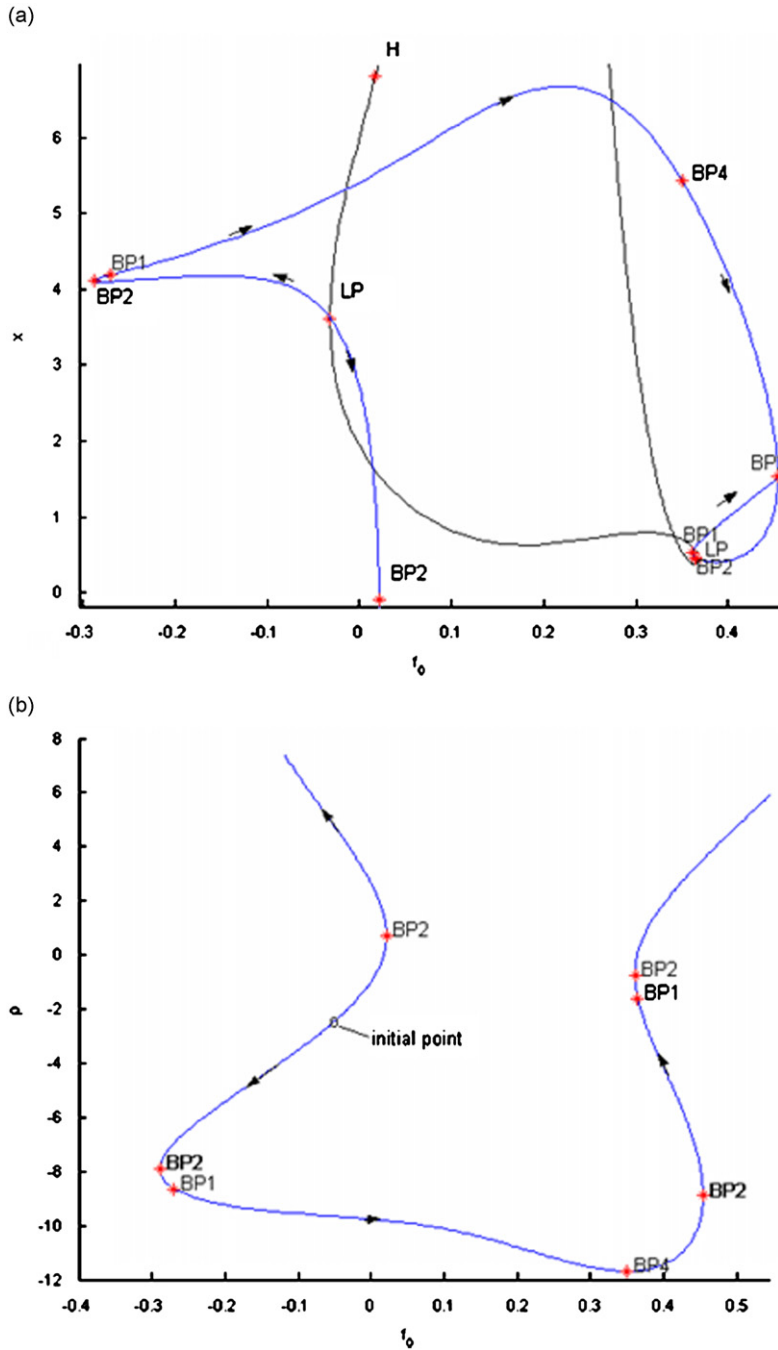 (a)
H
6
BP4
5
BP1
4
BP2
LP
x
3
2
BP
1
BP1
LP
BP2
BP2
0
-0.3 -0.2 -0.1 0 0.1 0.2 0.3 0.4
f0
(b)
8
6
4
2
BP2
0
BP2
BP1
-2
ρ
initial point
-4
-6
-8
BP2
BP1
BP2
-10
BP4
-12
-0.4 -0.3 -0.2 -0.1 0 0.1 0.2 0.3 0.4 0.5
f0